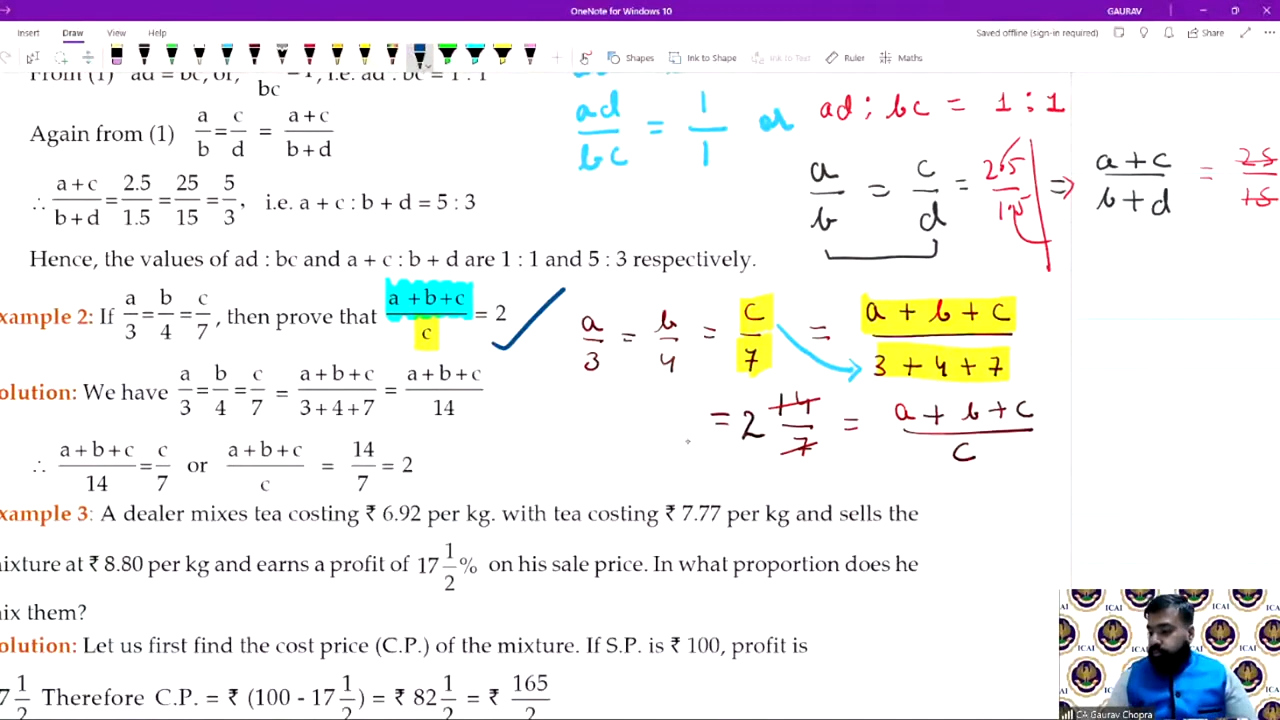 OneNote for Windows 10
GAURAV
Insert Draw View Help
Saved offline (sign-in required) Share
Shapes Ink to Shape Ink to Text Ruler Maths
From (1) ad = bc, or, bc = 1, i.e. ad : bc = 1 : 1
ad/bc = 1/1 or ad : bc = 1 : 1
Again from (1) a/b = c/d = a+c/b+d
a/b = c/d = 2.5/1.5 ⇒ a+c/b+d = 25/15
∴ a+c/b+d = 2.5/1.5 = 25/15 = 5/3, i.e. a + c : b + d = 5 : 3
Hence, the values of ad : bc and a + c : b + d are 1 : 1 and 5 : 3 respectively.
xample 2: If a/3 = b/4 = c/7, then prove that a+b+c/c = 2
a/3 = b/4 = c/7 = a + b + c/3 + 4 + 7
olution: We have a/3 = b/4 = c/7 = a+b+c/3+4+7 = a+b+c/14
= 2 14/7 = a + b + c/c
∴ a+b+c/14 = c/7 or a+b+c/c = 14/7 = 2
xample 3: A dealer mixes tea costing ₹ 6.92 per kg. with tea costing ₹ 7.77 per kg and sells the
ixture at ₹ 8.80 per kg and earns a profit of 17 1/2% on his sale price. In what proportion does he
ix them?
olution: Let us first find the cost price (C.P.) of the mixture. If S.P. is ₹ 100, profit is
7 1/2 Therefore C.P. = ₹ (100 - 17 1/2) = ₹ 82 1/2 = ₹ 165/2
ICAI ICAI
ICAI ICAI
CA Gaurav Chopra